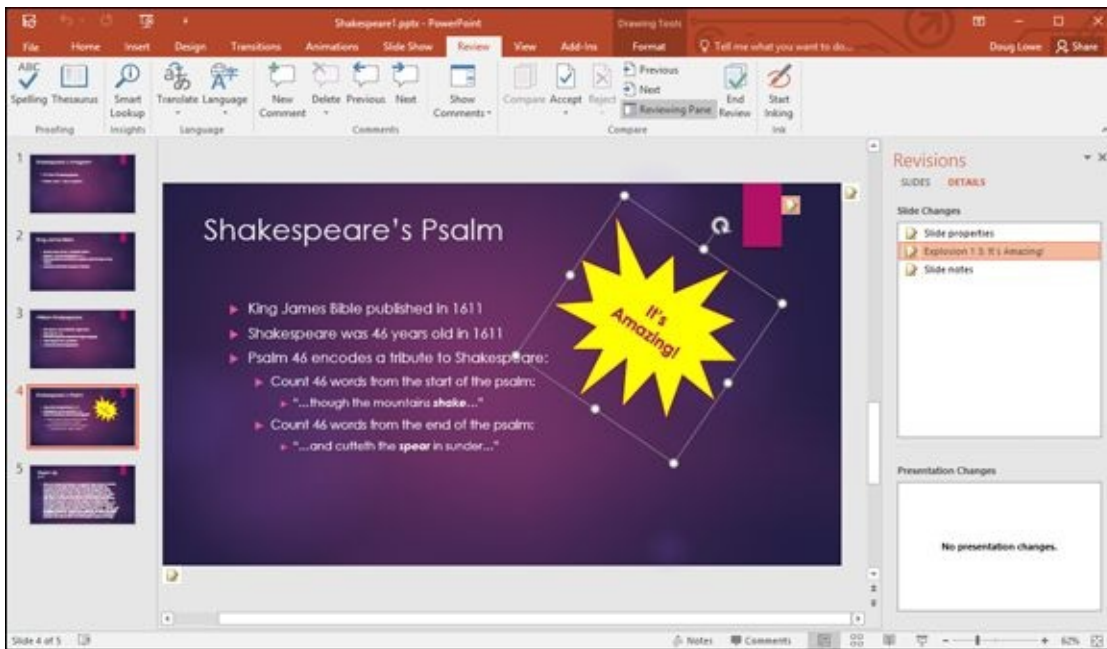 Shakespeare1.pptx - PowerPoint
Drawing Tools
File Home Insert Design Transitions Animations Slide Show Review View Add-Ins Format Tell me what you want to do... Doug Lowe Share
ABC
Spelling Thesaurus Smart Lookup Translate Language New Comment Delete Previous Next Show Comments Compare Accept Reject Previous Next Reviewing Pane End Review Start Inking
Proofing Insights Language Comments Compare Ink
1
2
3
4
5
Shakespeare's Psalm
King James Bible published in 1611
Shakespeare was 46 years old in 1611
Psalm 46 encodes a tribute to Shakespeare:
Count 46 words from the start of the psalm:
"...though the mountains shake..."
Count 46 words from the end of the psalm:
"...and cutteth the spear in sunder..."
It's
Amazing!
Revisions
SLIDES DETAILS
Slide Changes
Slide properties
Explosion 1 3: It's Amazing!
Slide notes
Presentation Changes
No presentation changes.
Slide 4 of 5 Notes Comments 62%